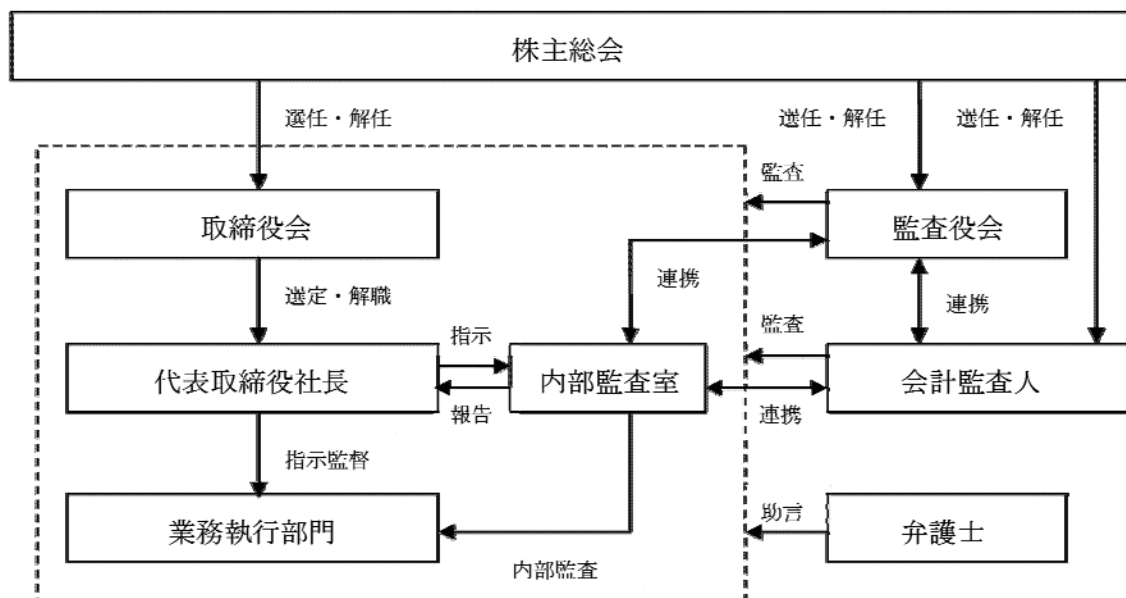 株主総会
選任・解任
選任・解任
選任・解任
監査
取締役会
監査役会
連携
選定・解職
連携
監査
指示
代表取締役社長
内部監査室
会計監査人
報告
連携
指示監督
助言
業務執行部門
弁護士
内部監査